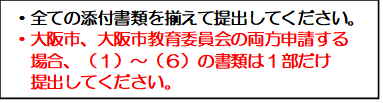 ・全ての添付書類を揃えて提出してください。
・大阪市、大阪市教育委員会の両方申請する
場合、（１）～（６）の書類は１部だけ
提出してください。